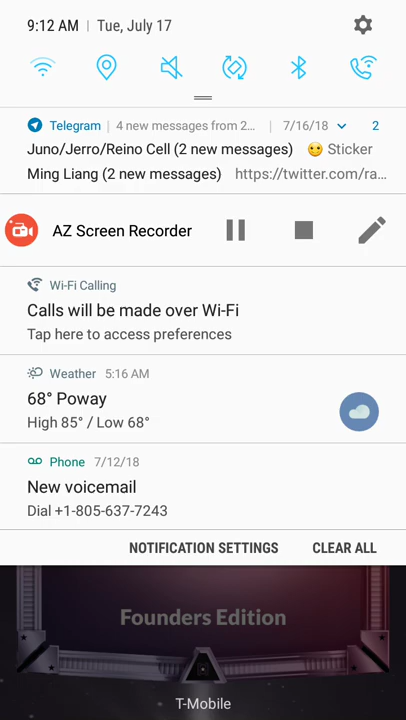 9:12 AM | Tue, July 17
Telegram | 4 new messages from 2... | 7/16/18 2
Juno/Jerro/Reino Cell (2 new messages) 🙂 Sticker
Ming Liang (2 new messages) https://twitter.com/ra...
AZ Screen Recorder
Wi-Fi Calling
Calls will be made over Wi-Fi
Tap here to access preferences
Weather 5:16 AM
68° Poway
High 85° / Low 68°
Phone 7/12/18
New voicemail
Dial +1-805-637-7243
NOTIFICATION SETTINGS CLEAR ALL
Founders Edition
T-Mobile